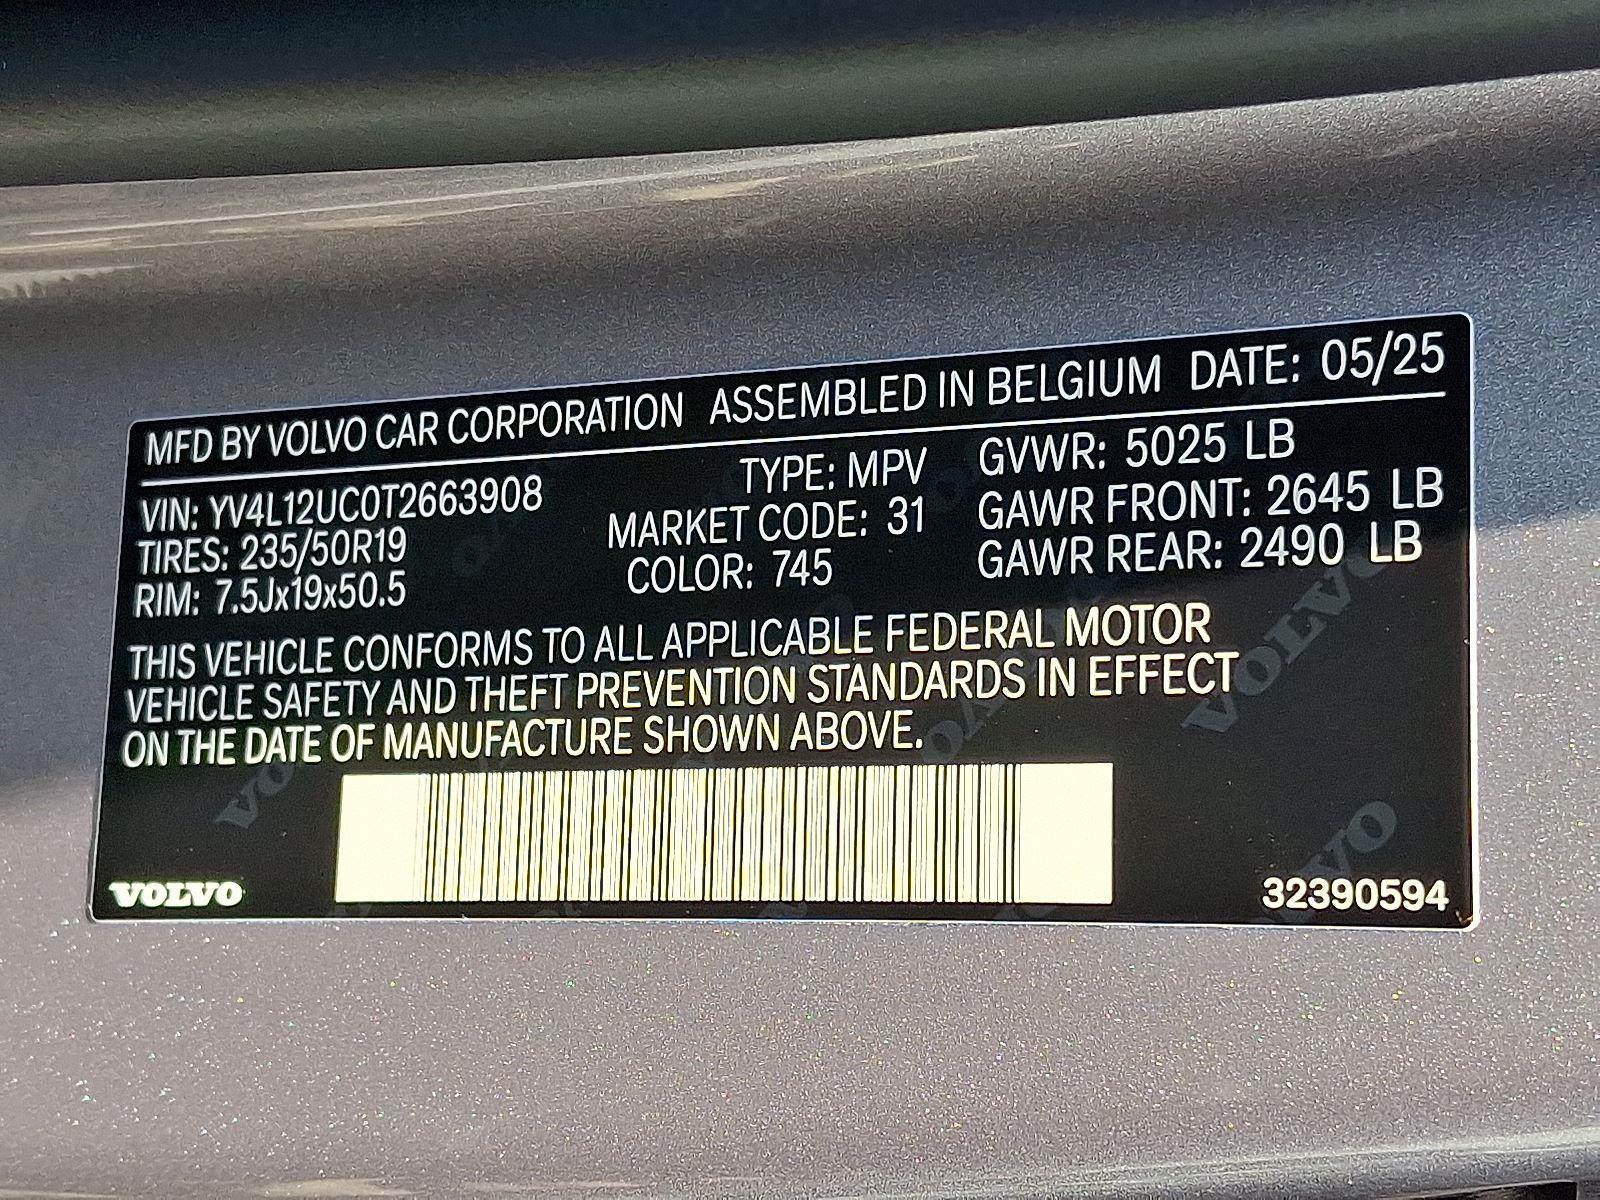 MFD BY VOLVO CAR CORPORATION ASSEMBLED IN BELGIUM DATE: 05/25
VIN: YV4L12UC0T2663908 TYPE: MPV GVWR: 5025 LB
TIRES: 235/50R19 MARKET CODE: 31 GAWR FRONT: 2645 LB
RIM: 7.5Jx19x50.5 COLOR: 745 GAWR REAR: 2490 LB
THIS VEHICLE CONFORMS TO ALL APPLICABLE FEDERAL MOTOR
VEHICLE SAFETY AND THEFT PREVENTION STANDARDS IN EFFECT
ON THE DATE OF MANUFACTURE SHOWN ABOVE.
VOLVO 32390594